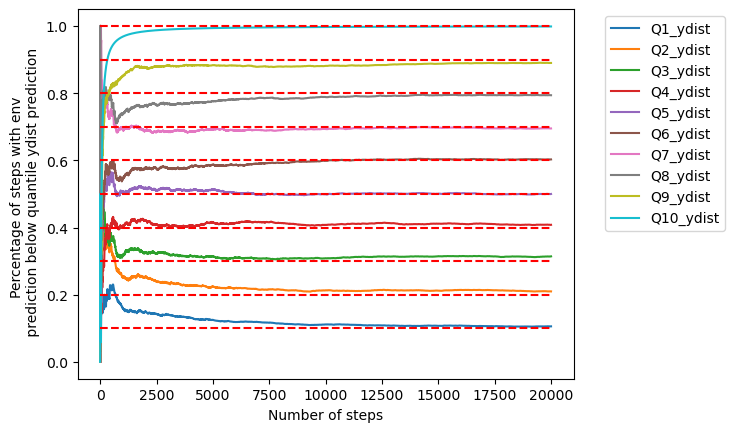 Percentage of steps with env
prediction below quantile ydist prediction
1.0
0.8
0.6
0.4
0.2
0.0
0
2500
5000
7500
10000
12500
15000
17500
20000
Number of steps
Q1_ydist
Q2_ydist
Q3_ydist
Q4_ydist
Q5_ydist
Q6_ydist
Q7_ydist
Q8_ydist
Q9_ydist
Q10_ydist